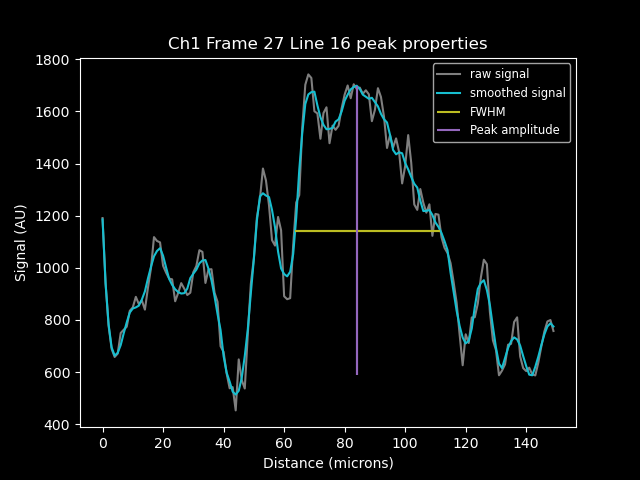 Ch1 Frame 27 Line 16 peak properties
raw signal
smoothed signal
FWHM
Peak amplitude
1800
1600
1400
1200
1000
800
600
400
Signal (AU)
0 20 40 60 80 100 120 140
Distance (microns)